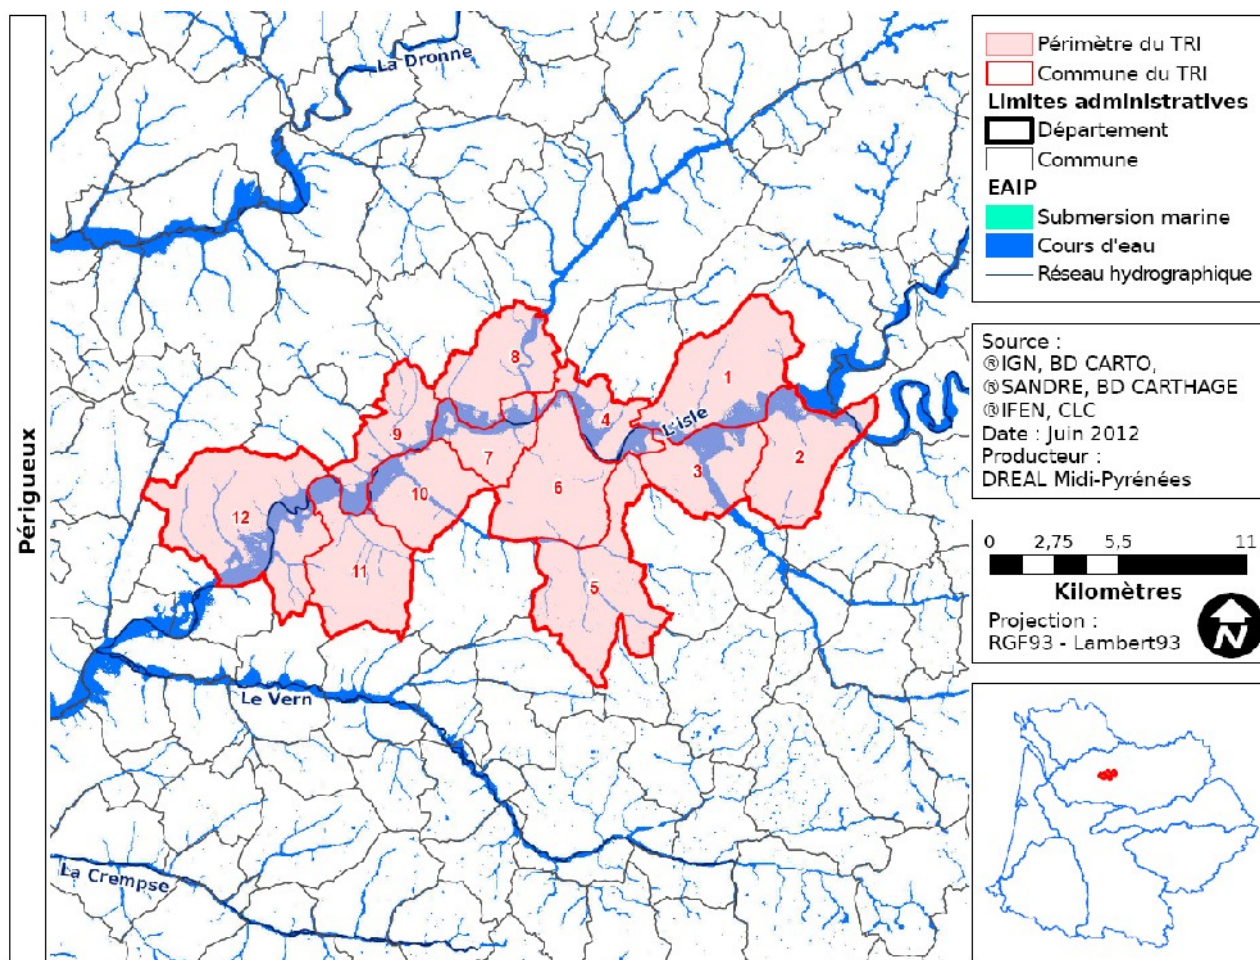 Périgueux
La Dronne
L'isle
1
2
3
4
5
6
7
8
9
10
11
12
Le Vern
La Crempse
Périmètre du TRI
Commune du TRI
Limites administratives
Département
Commune
EAIP
Submersion marine
Cours d'eau
Réseau hydrographique
Source :
®IGN, BD CARTO,
®SANDRE, BD CARTHAGE
®IFEN, CLC
Date : Juin 2012
Producteur :
DREAL Midi-Pyrénées
0 2,75 5,5 11
Kilomètres
Projection :
RGF93 - Lambert93
N